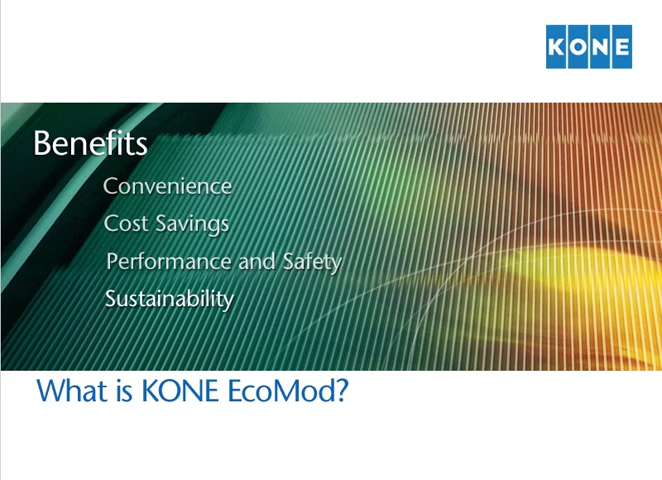 KONE
Benefits
Convenience
Cost Savings
Performance and Safety
Sustainability
What is KONE EcoMod?